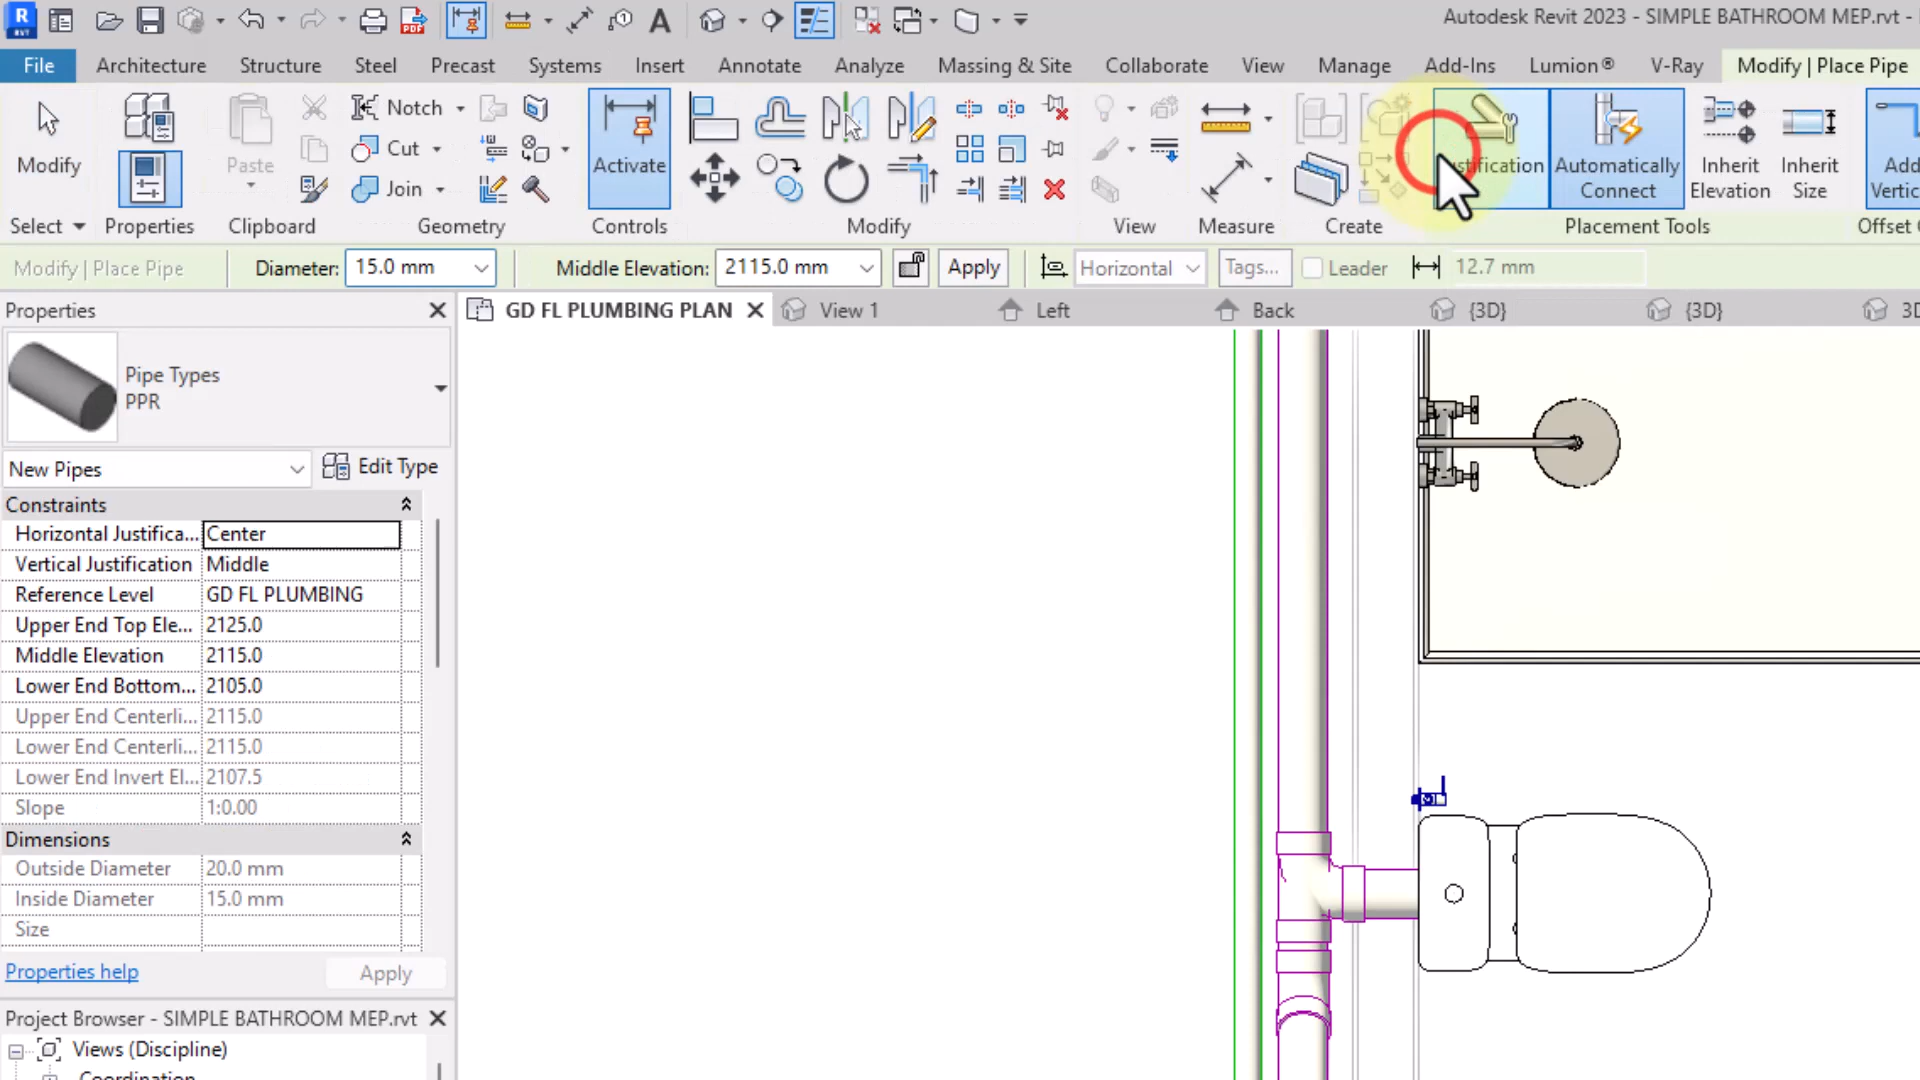 Autodesk Revit 2023 - SIMPLE BATHROOM MEP.rvt -
R
RVT
PDF
A
File Architecture Structure Steel Precast Systems Insert Annotate Analyze Massing & Site Collaborate View Manage Add-Ins Lumion® V-Ray Modify | Place Pipe
Modify
Paste
Notch
Cut
Join
Activate
Automatically
Connect
Inherit
Elevation
Inherit
Size
Add
Select Properties Clipboard Geometry Controls Modify View Measure Create Placement Tools Offset
Modify | Place Pipe Diameter: 15.0 mm Middle Elevation: 2115.0 mm Apply Horizontal Tags... Leader 12.7 mm
Properties
GD FL PLUMBING PLAN View 1 Left Back {3D} {3D} 3D
Pipe Types
PPR
New Pipes Edit Type
Constraints
Horizontal Justifica... Center
Vertical Justification Middle
Reference Level GD FL PLUMBING
Upper End Top Ele... 2125.0
Middle Elevation 2115.0
Lower End Bottom... 2105.0
Upper End Centerli... 2115.0
Lower End Centerli... 2115.0
Lower End Invert El... 2107.5
Slope 1:0.00
Dimensions
Outside Diameter 20.0 mm
Inside Diameter 15.0 mm
Size
Properties help Apply
Project Browser - SIMPLE BATHROOM MEP.rvt
Views (Discipline)
Coordination